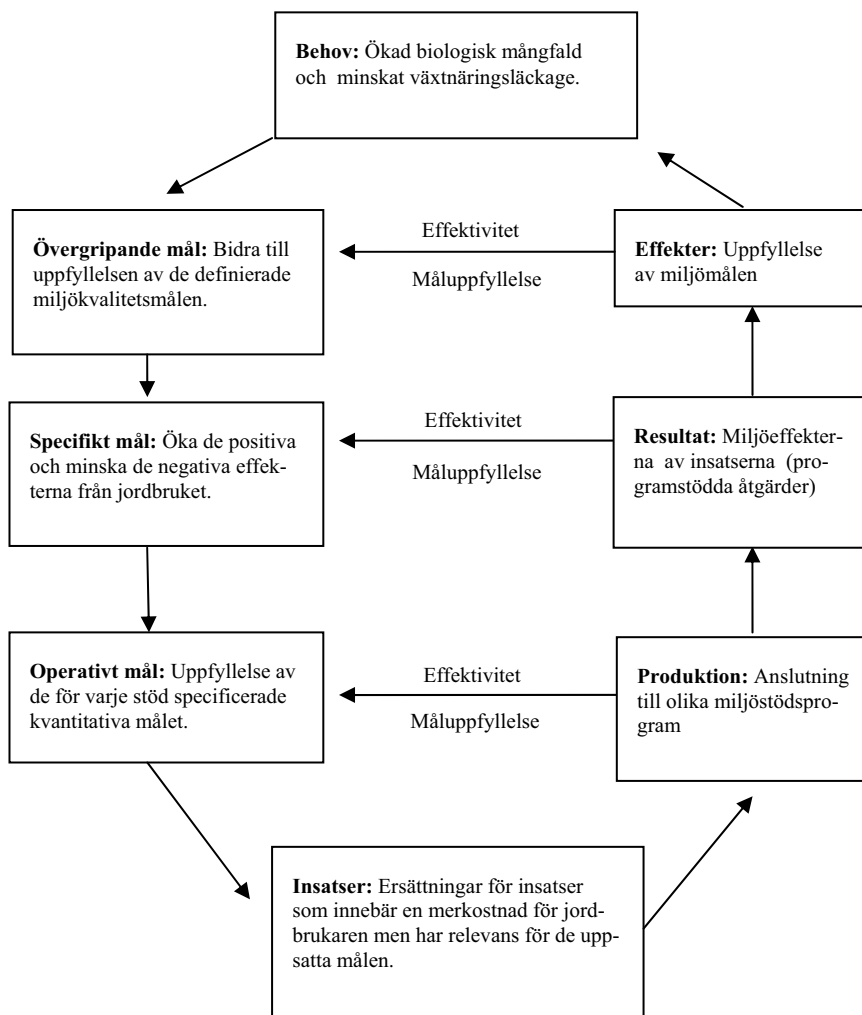 Behov: Ökad biologisk mångfald
och minskat växtnäringsläckage.
Övergripande mål: Bidra till
uppfyllelsen av de definierade
miljökvalitetsmålen.
Effektivitet
Måluppfyllelse
Effekter: Uppfyllelse
av miljömålen
Specifikt mål: Öka de positiva
och minska de negativa effek-
terna från jordbruket.
Effektivitet
Måluppfyllelse
Resultat: Miljöeffekter-
na av insatserna (pro-
gramstödda åtgärder)
Operativt mål: Uppfyllelse av
de för varje stöd specificerade
kvantitativa målet.
Effektivitet
Måluppfyllelse
Produktion: Anslutning
till olika miljöstödspro-
gram
Insatser: Ersättningar för insatser
som innebär en merkostnad för jord-
brukaren men har relevans för de upp-
satta målen.